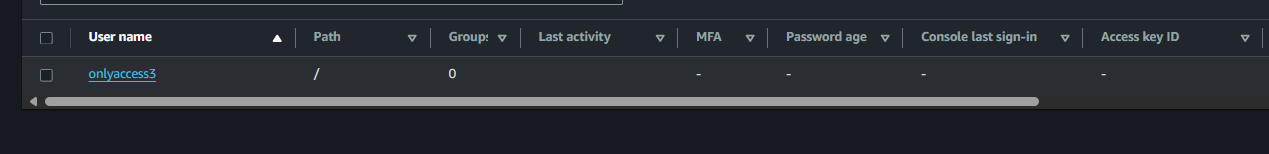 User name Path Groups Last activity MFA Password age Console last sign-in Access key ID
onlyaccess3 / 0 - - - -